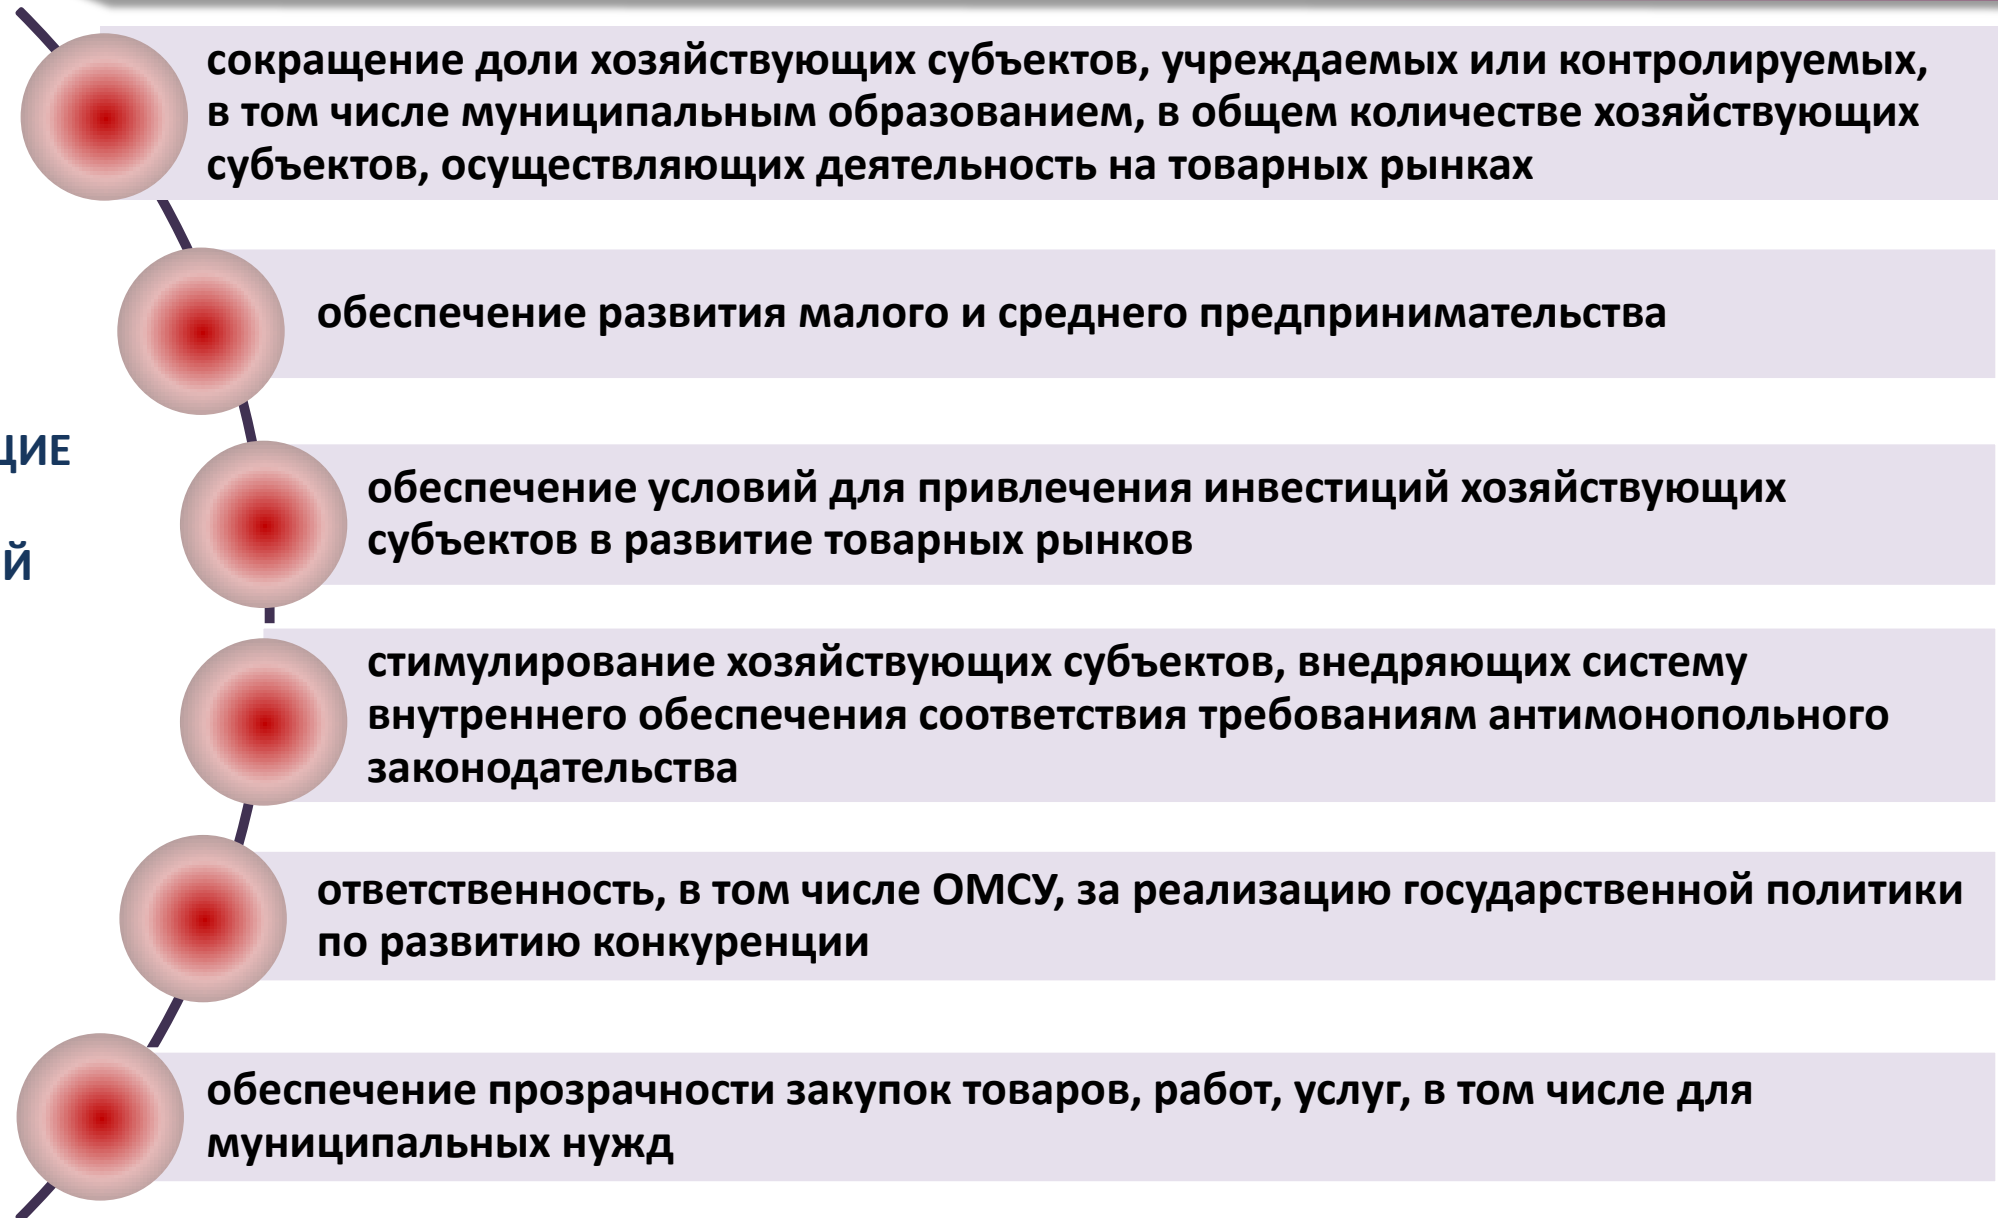 сокращение доли хозяйствующих субъектов, учреждаемых или контролируемых,
в том числе муниципальным образованием, в общем количестве хозяйствующих
субъектов, осуществляющих деятельность на товарных рынках
обеспечение развития малого и среднего предпринимательства
ЩИЕ
Й
обеспечение условий для привлечения инвестиций хозяйствующих
субъектов в развитие товарных рынков
стимулирование хозяйствующих субъектов, внедряющих систему
внутреннего обеспечения соответствия требованиям антимонопольного
законодательства
ответственность, в том числе ОМСУ, за реализацию государственной политики
по развитию конкуренции
обеспечение прозрачности закупок товаров, работ, услуг, в том числе для
муниципальных нужд